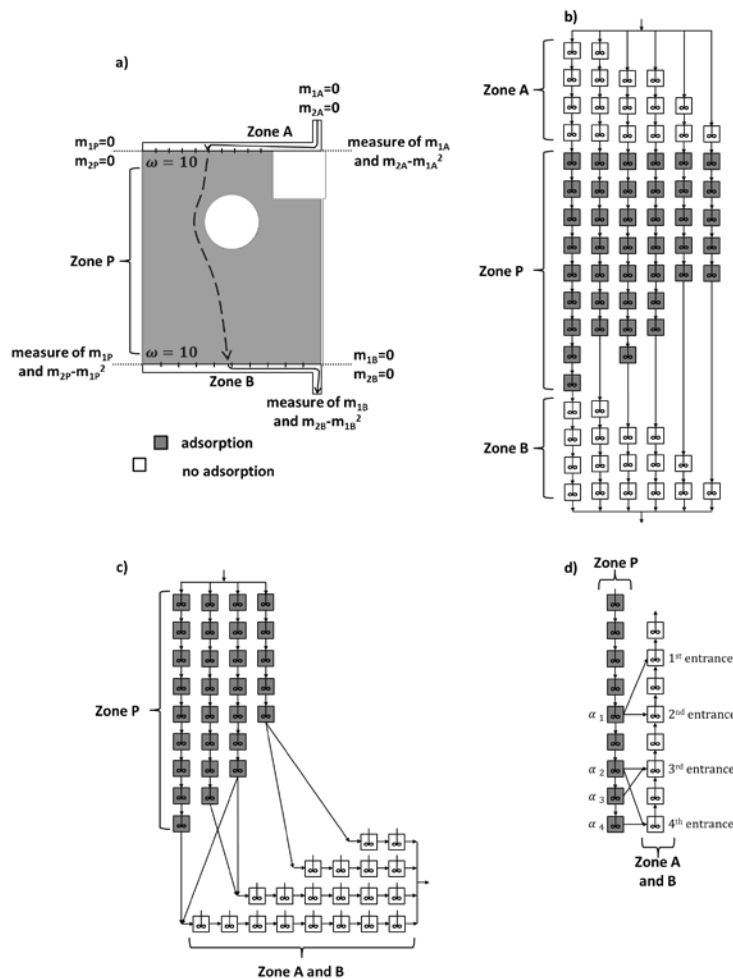 a)
m1A=0
m2A=0
Zone A
m1P=0
m2P=0
ω = 10
measure of m1A
and m2A-m1A²
Zone P
measure of m1P
and m2P-m1P²
ω = 10
m1B=0
m2B=0
Zone B
measure of m1B
and m2B-m1B²
adsorption
no adsorption
b)
Zone A
Zone P
Zone B
c)
Zone P
Zone A and B
d)
Zone P
1st entrance
α 1
2nd entrance
α 2
3rd entrance
α 3
α 4
4th entrance
Zone A
and B